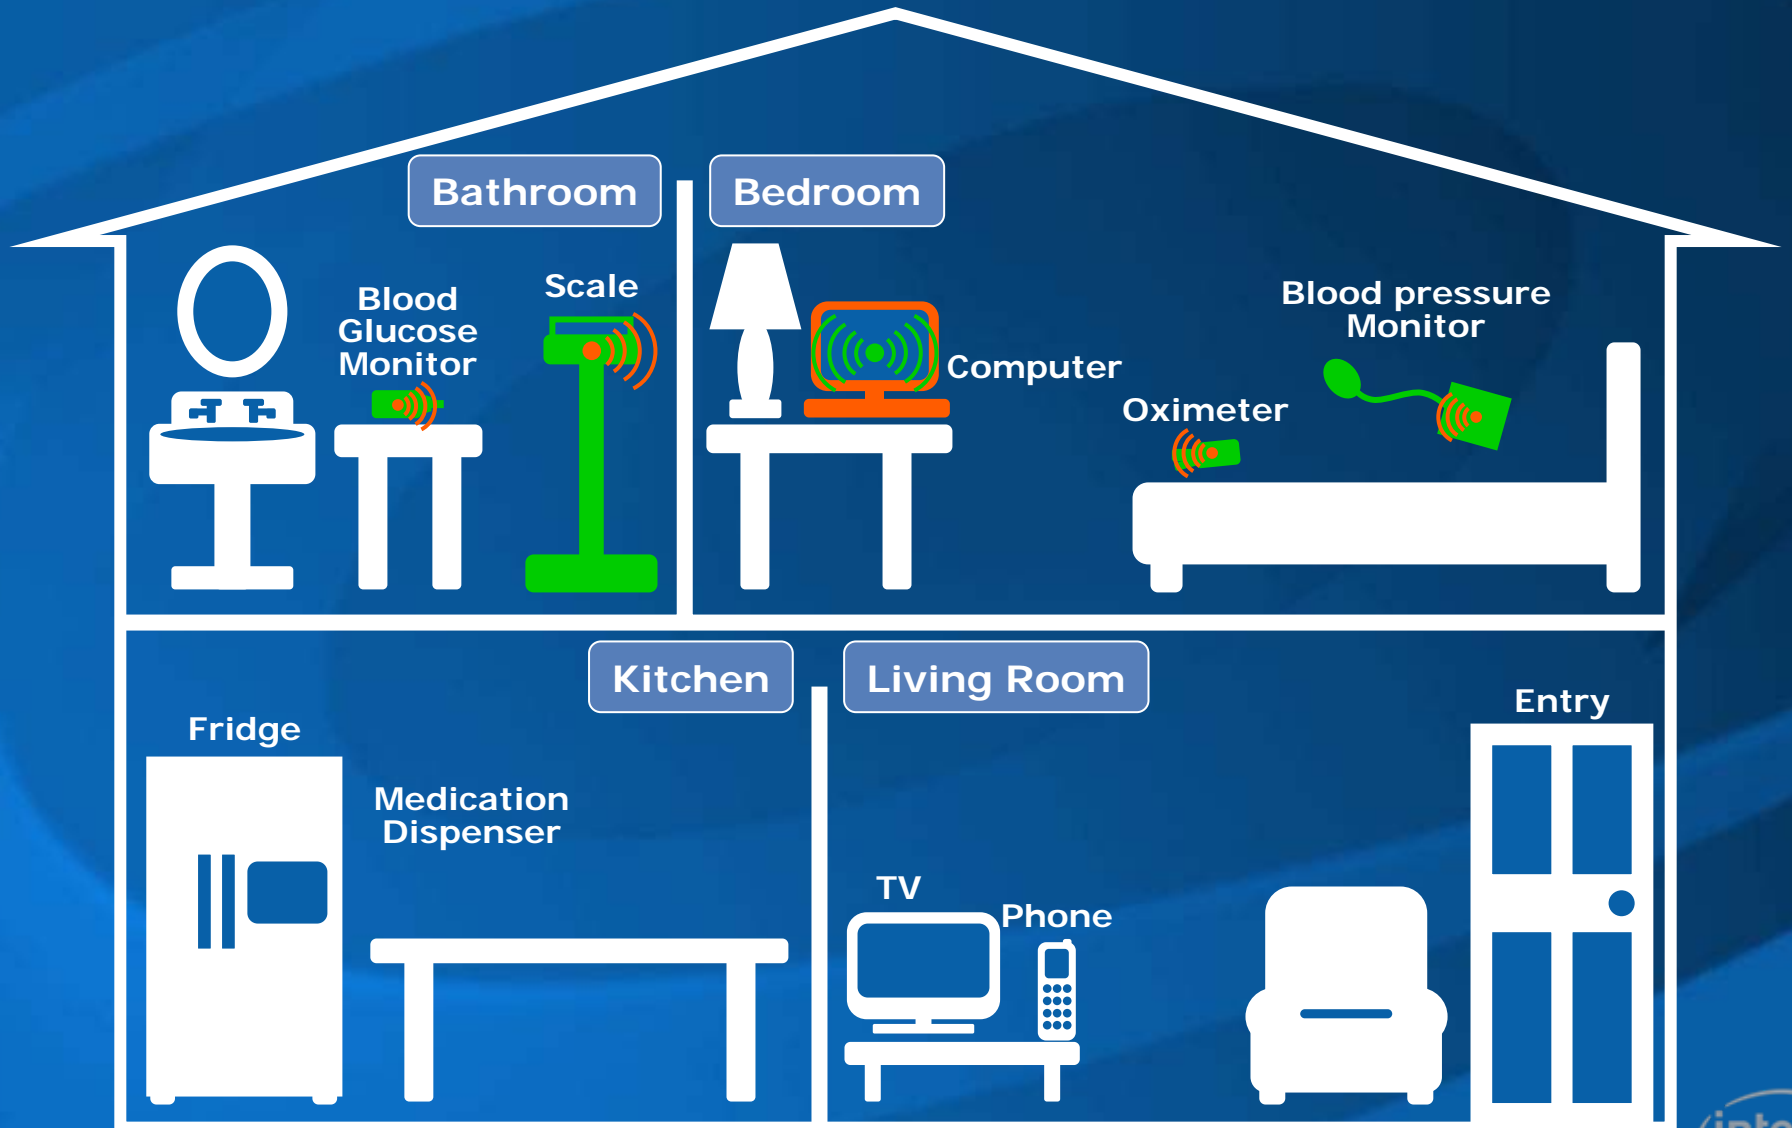 Bathroom
Bedroom
Blood
Glucose
Monitor
Scale
Computer
Oximeter
Blood pressure
Monitor
Kitchen
Living Room
Fridge
Medication
Dispenser
TV
Phone
Entry